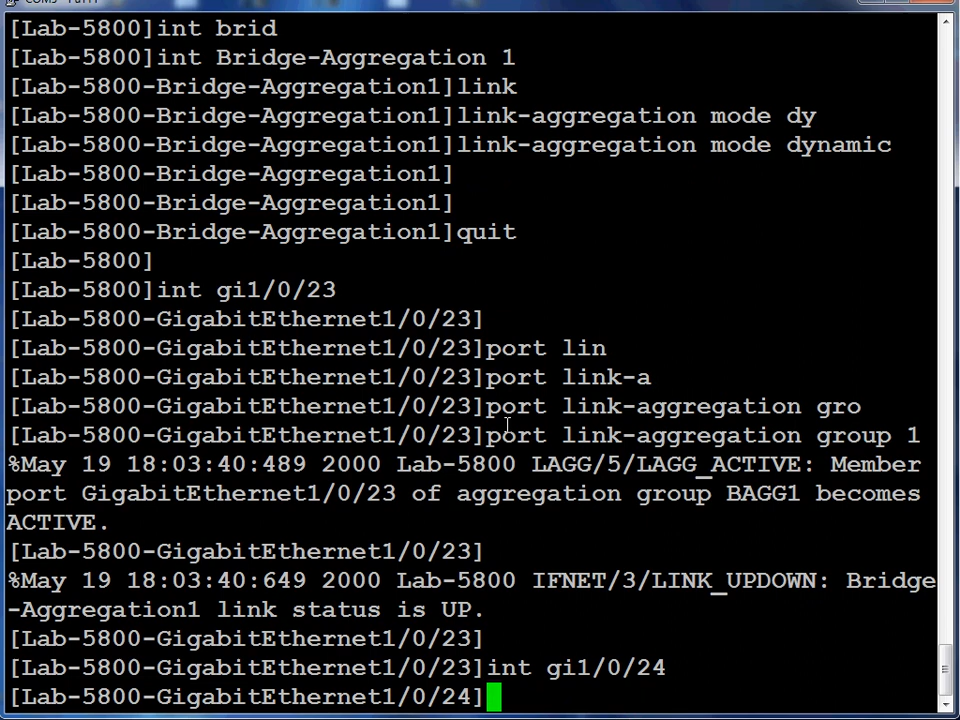 [Lab-5800]int brid
[Lab-5800]int Bridge-Aggregation 1
[Lab-5800-Bridge-Aggregation1]link
[Lab-5800-Bridge-Aggregation1]link-aggregation mode dy
[Lab-5800-Bridge-Aggregation1]link-aggregation mode dynamic
[Lab-5800-Bridge-Aggregation1]
[Lab-5800-Bridge-Aggregation1]
[Lab-5800-Bridge-Aggregation1]quit
[Lab-5800]
[Lab-5800]int gi1/0/23
[Lab-5800-GigabitEthernet1/0/23]
[Lab-5800-GigabitEthernet1/0/23]port lin
[Lab-5800-GigabitEthernet1/0/23]port link-a
[Lab-5800-GigabitEthernet1/0/23]port link-aggregation gro
[Lab-5800-GigabitEthernet1/0/23]port link-aggregation group 1
%May 19 18:03:40:489 2000 Lab-5800 LAGG/5/LAGG_ACTIVE: Member
port GigabitEthernet1/0/23 of aggregation group BAGG1 becomes
ACTIVE.
[Lab-5800-GigabitEthernet1/0/23]
%May 19 18:03:40:649 2000 Lab-5800 IFNET/3/LINK_UPDOWN: Bridge
-Aggregation1 link status is UP.
[Lab-5800-GigabitEthernet1/0/23]
[Lab-5800-GigabitEthernet1/0/23]int gi1/0/24
[Lab-5800-GigabitEthernet1/0/24]